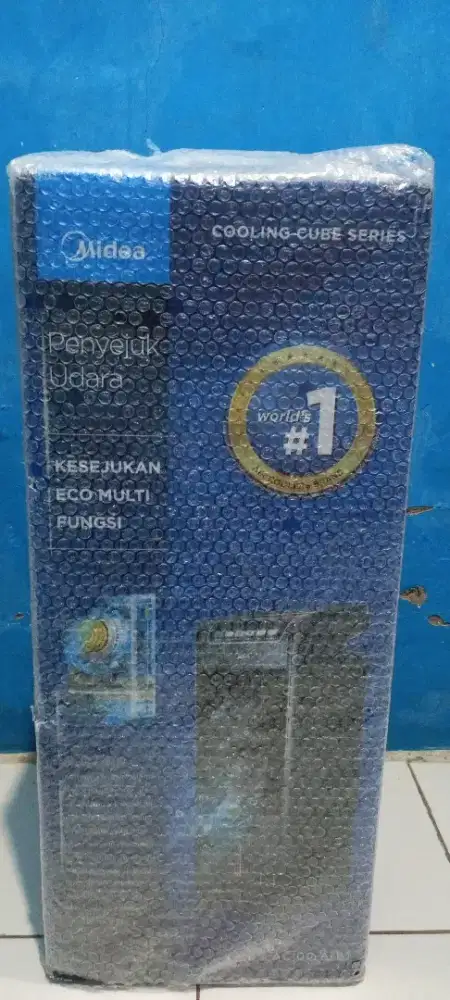 Midea
COOLING CUBE SERIES
Penyejuk
Udara
world's
#1
KESEJUKAN
ECO MULTI
FUNGSI